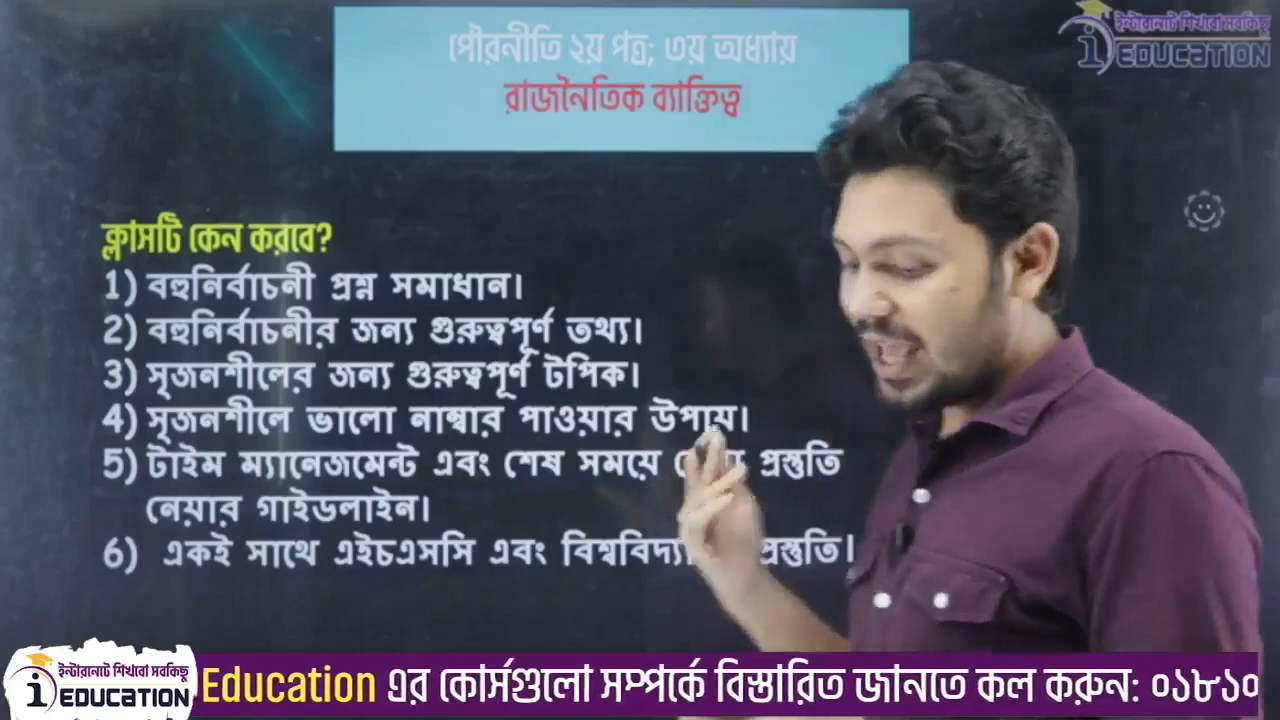 পৌরনীতি ২য় পত্র; ৩য় অধ্যায়
রাজনৈতিক ব্যাক্তিত্ব
ইন্টারনেটে শিখবো সবকিছু
i EDUCATION
ক্লাসটি কেন করবে?
1) বহুনির্বাচনী প্রশ্ন সমাধান।
2) বহুনির্বাচনীর জন্য গুরুত্বপূর্ণ তথ্য।
3) সৃজনশীলের জন্য গুরুত্বপূর্ণ টপিক।
4) সৃজনশীলে ভালো নাম্বার পাওয়ার উপায়।
5) টাইম ম্যানেজমেন্ট এবং শেষ সময়ে প্রস্তুতি
নেয়ার গাইডলাইন।
6) একই সাথে এইচএসসি এবং প্রস্তুতি।
ইন্টারনেটে শিখবো সবকিছু
i EDUCATION
Education এর কোর্সগুলো সম্পর্কে বিস্তারিত জানতে কল করুন: ০১৮১০